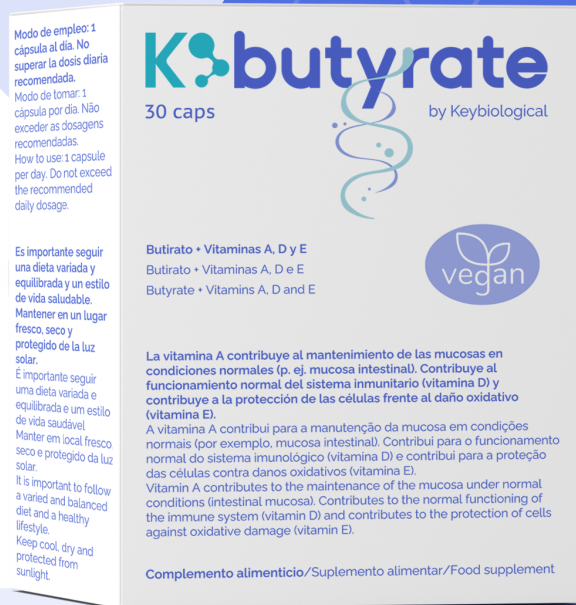 Modo de empleo: 1
cápsula al día. No
superar la dosis diaria
recomendada.
Modo de tomar: 1
cápsula por dia. Não
exceder as dosagens
recomendadas.
How to use: 1 capsule
per day. Do not exceed
the recommended
daily dosage.
Es importante seguir
una dieta variada y
equilibrada y un estilo
de vida saludable.
Mantener en un lugar
fresco, seco y
protegido de la luz
solar.
É importante seguir
uma dieta variada e
equilibrada e um estilo
de vida saudável
Manter em local fresco,
seco e protegido da luz
solar.
It is important to follow
a varied and balanced
diet and a healthy
lifestyle.
Keep cool, dry and
protected from
sunlight.
K butyrate
30 caps
by Keybiological
Butirato + Vitaminas A, D y E
Butirato + Vitaminas A, D e E
Butyrate + Vitamins A, D and E
vegan
La vitamina A contribuye al mantenimiento de las mucosas en
condiciones normales (p. ej. mucosa intestinal). Contribuye al
funcionamiento normal del sistema inmunitario (vitamina D) y
contribuye a la protección de las células frente al daño oxidativo
(vitamina E).
A vitamina A contribui para a manutenção da mucosa em condições
normais (por exemplo, mucosa intestinal). Contribui para o funcionamento
normal do sistema imunológico (vitamina D) e contribui para a proteção
das células contra danos oxidativos (vitamina E).
Vitamin A contributes to the maintenance of the mucosa under normal
conditions (intestinal mucosa). Contributes to the normal functioning of
the immune system (vitamin D) and contributes to the protection of cells
against oxidative damage (vitamin E).
Complemento alimenticio/Suplemento alimentar/Food supplement